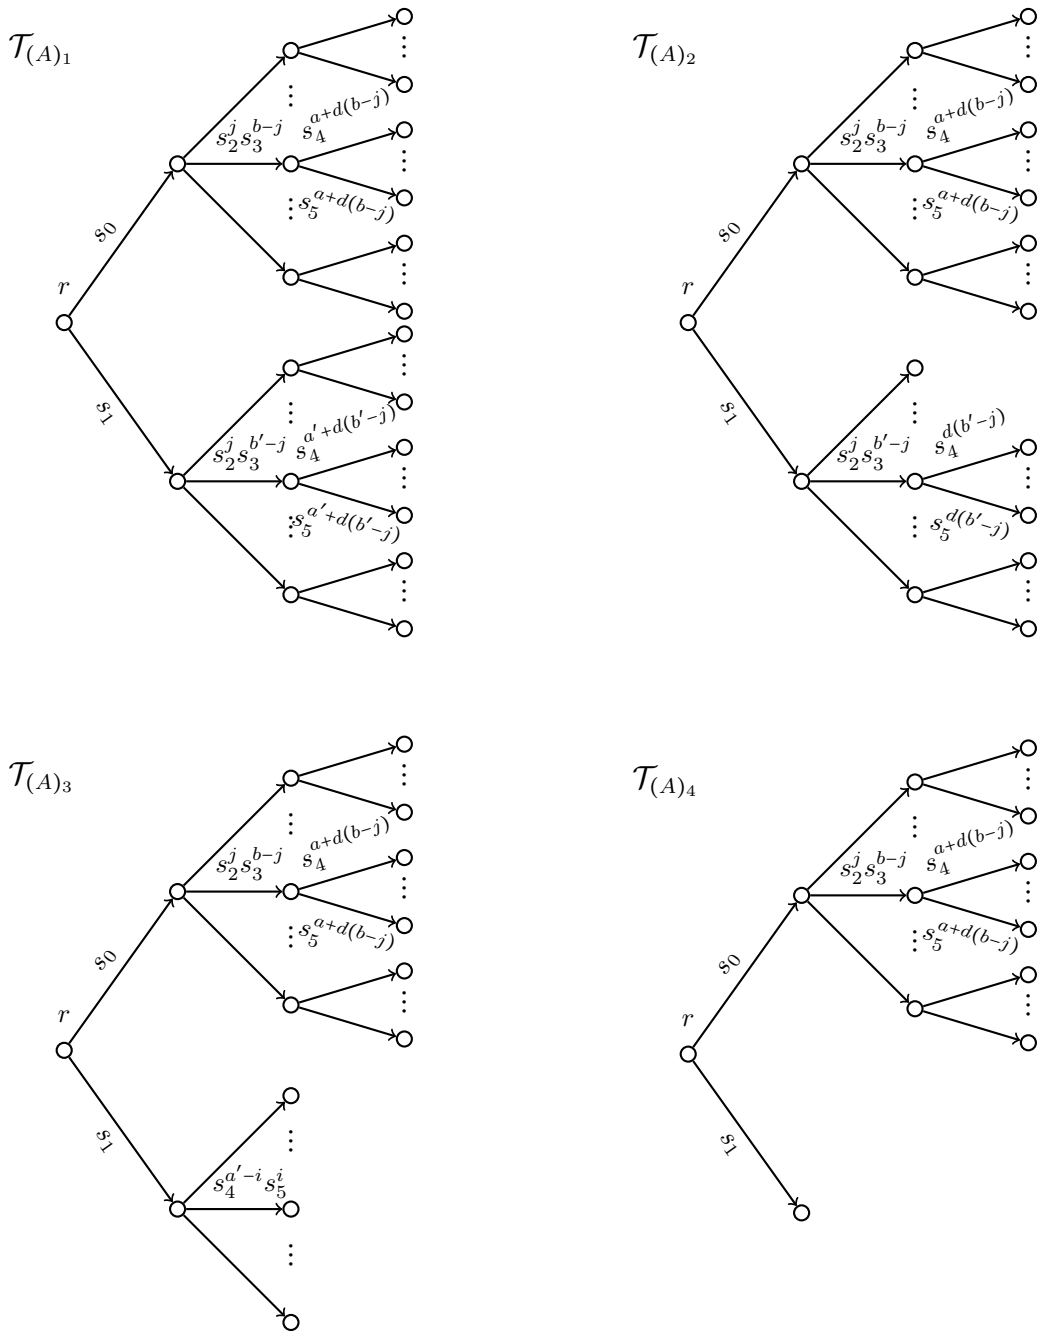 𝒯_{(A)_1}
s_2^j s_3^{b-j}
s_4^{a+d(b-j)}
s_5^{a+d(b-j)}
s_0
r
s_1
s_2^j s_3^{b'-j}
s_4^{a'+d(b'-j)}
s_5^{a'+d(b'-j)}
𝒯_{(A)_2}
s_2^j s_3^{b-j}
s_4^{a+d(b-j)}
s_5^{a+d(b-j)}
s_0
r
s_1
s_2^j s_3^{b'-j}
s_4^{d(b'-j)}
s_5^{d(b'-j)}
𝒯_{(A)_3}
s_2^j s_3^{b-j}
s_4^{a+d(b-j)}
s_5^{a+d(b-j)}
s_0
r
s_1
s_4^{a'-i} s_5^i
𝒯_{(A)_4}
s_2^j s_3^{b-j}
s_4^{a+d(b-j)}
s_5^{a+d(b-j)}
s_0
r
s_1